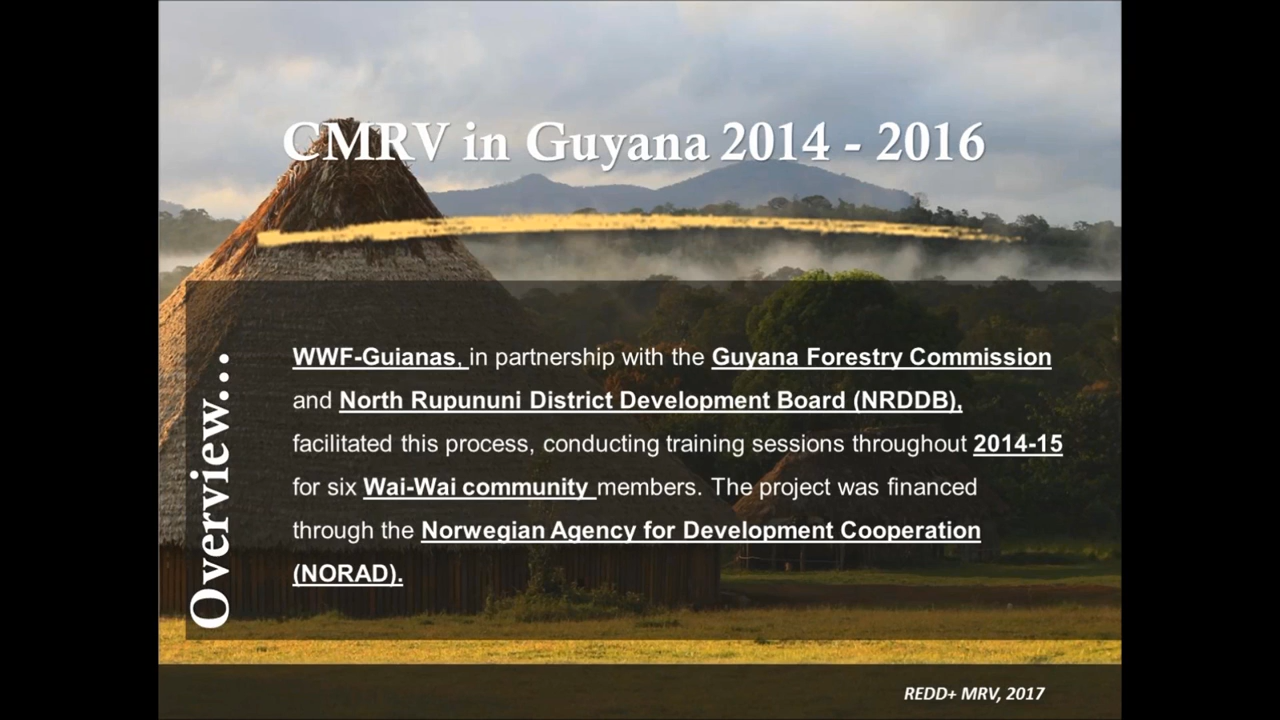 CMRV in Guyana 2014 - 2016
Overview...
WWF-Guianas, in partnership with the Guyana Forestry Commission
and North Rupununi District Development Board (NRDDB),
facilitated this process, conducting training sessions throughout 2014-15
for six Wai-Wai community members. The project was financed
through the Norwegian Agency for Development Cooperation
(NORAD).
REDD+ MRV, 2017